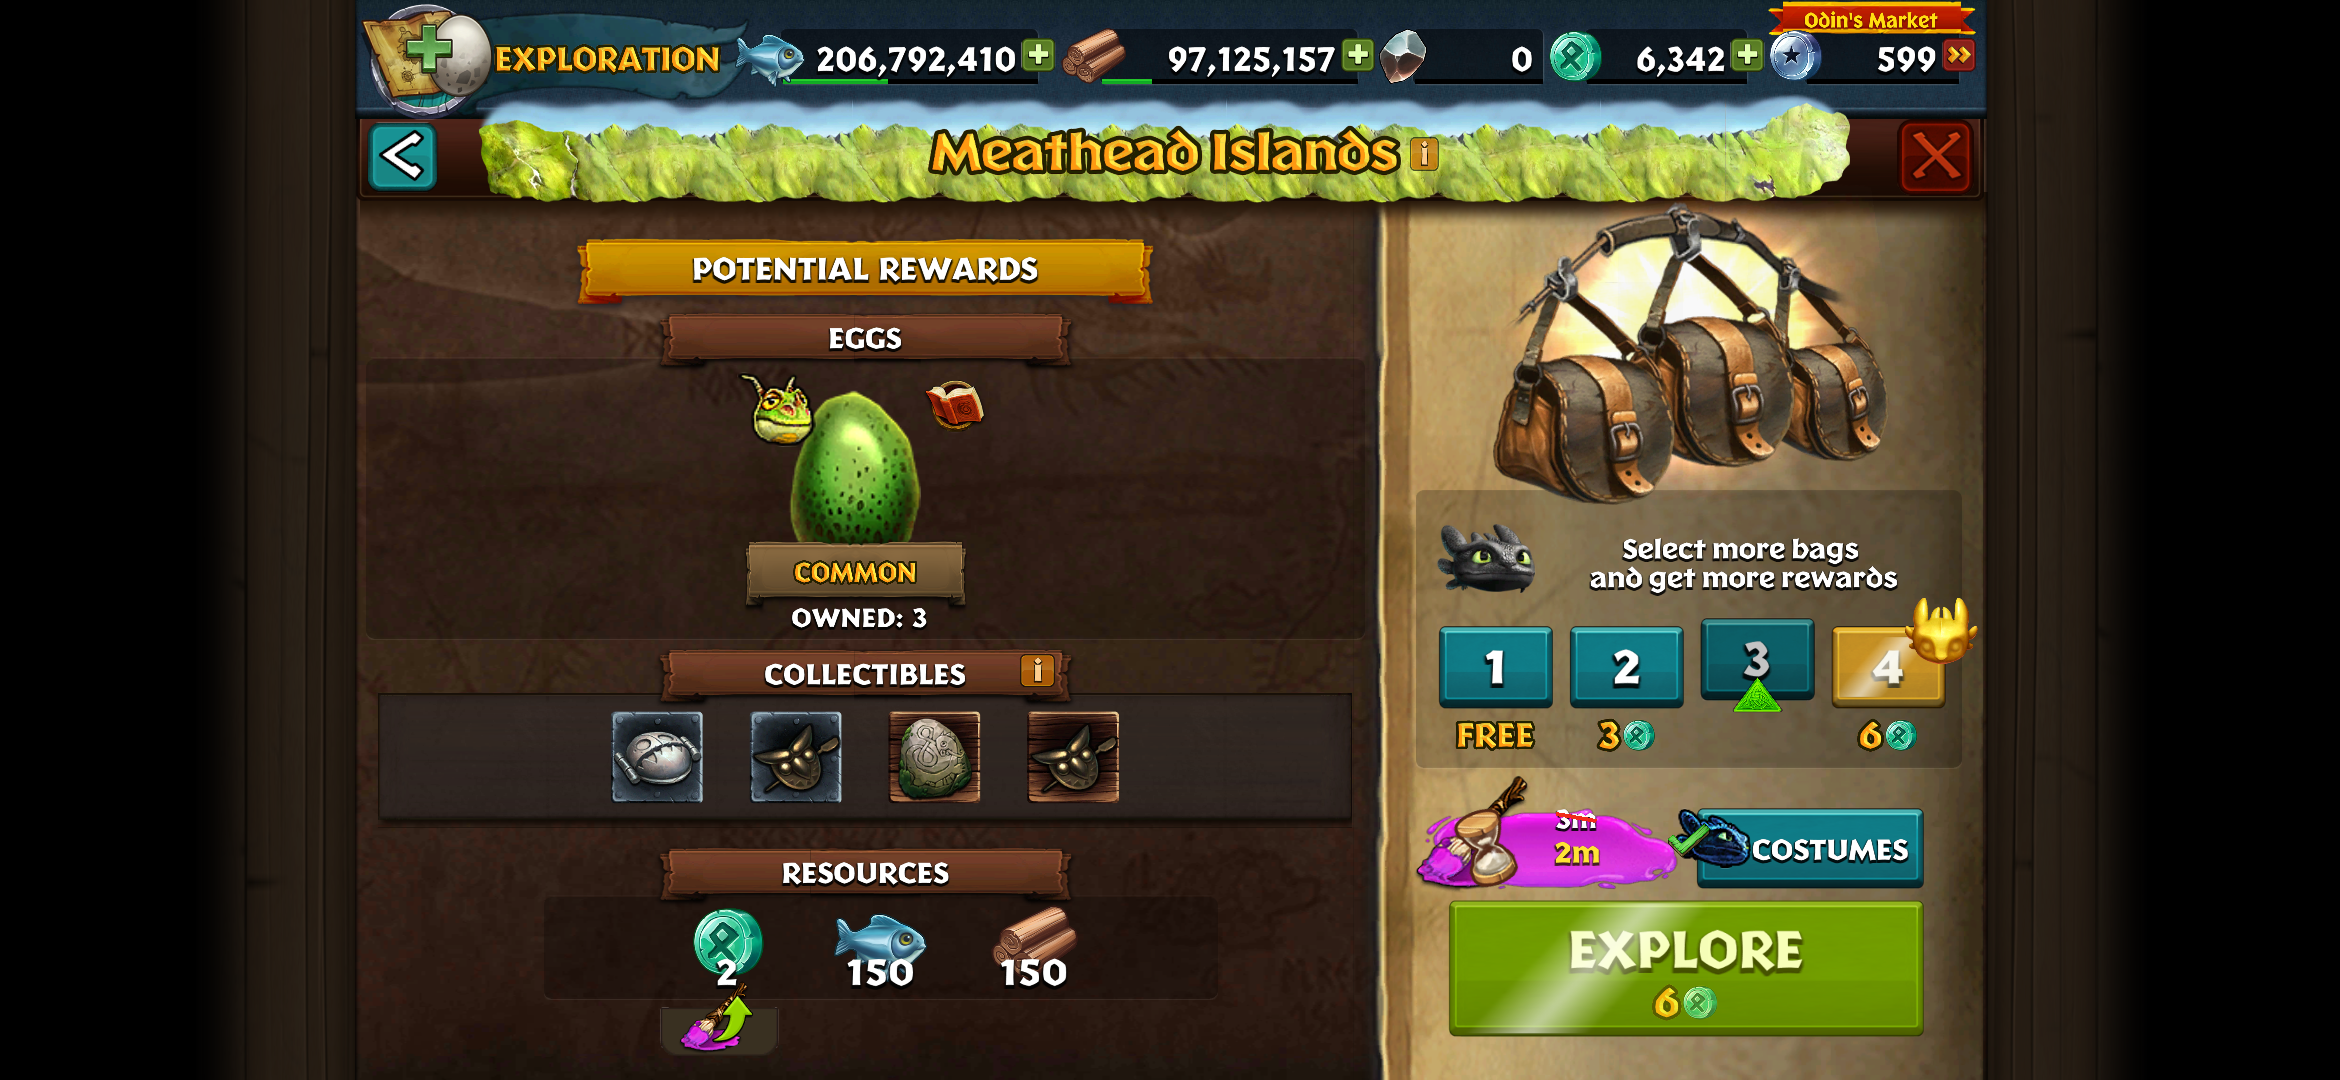 EXPLORATION
206,792,410
97,125,157
0
6,342
Odin's Market
599
Meathead Islands
POTENTIAL REWARDS
EGGS
COMMON
OWNED: 3
COLLECTIBLES
RESOURCES
2
150
150
Select more bags
and get more rewards
1
2
3
4
FREE
3
6
3m
2m
COSTUMES
EXPLORE
6